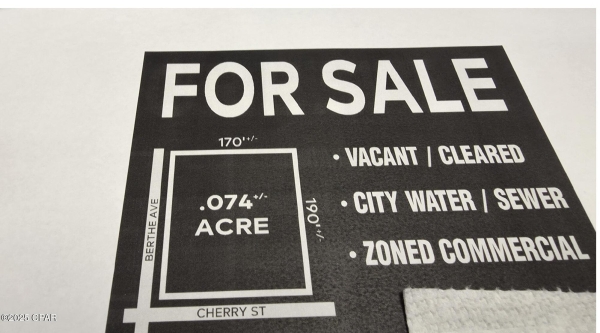 FOR SALE
170'+/-
.074+/-
ACRE
190'+/-
BERTHE AVE
CHERRY ST
• VACANT / CLEARED
• CITY WATER / SEWER
• ZONED COMMERCIAL
©2025 CPAR